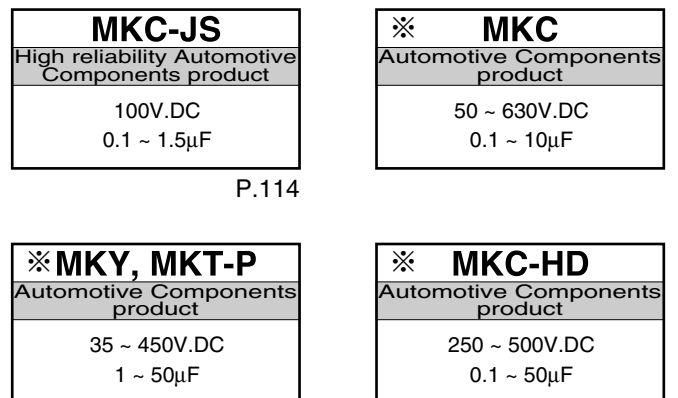 MKC-JS
High reliability Automotive
Components product
100V.DC
0.1 ~ 1.5µF
P.114
※ MKC
Automotive Components
product
50 ~ 630V.DC
0.1 ~ 10µF
※MKY, MKT-P
Automotive Components
product
35 ~ 450V.DC
1 ~ 50µF
※ MKC-HD
Automotive Components
product
250 ~ 500V.DC
0.1 ~ 50µF